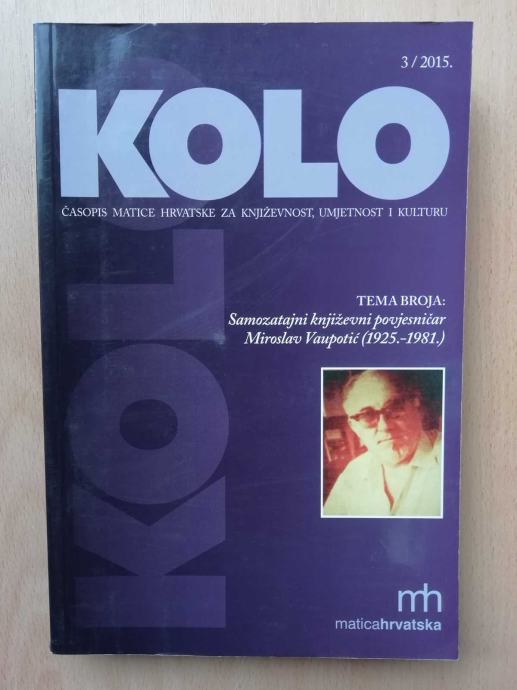 3 / 2015.
KOLO
ČASOPIS MATICE HRVATSKE ZA KNJIŽEVNOST, UMJETNOST I KULTURU
KOLO
TEMA BROJA:
Samozatajni književni povjesničar
Miroslav Vaupotić (1925.–1981.)
mh
maticahrvatska